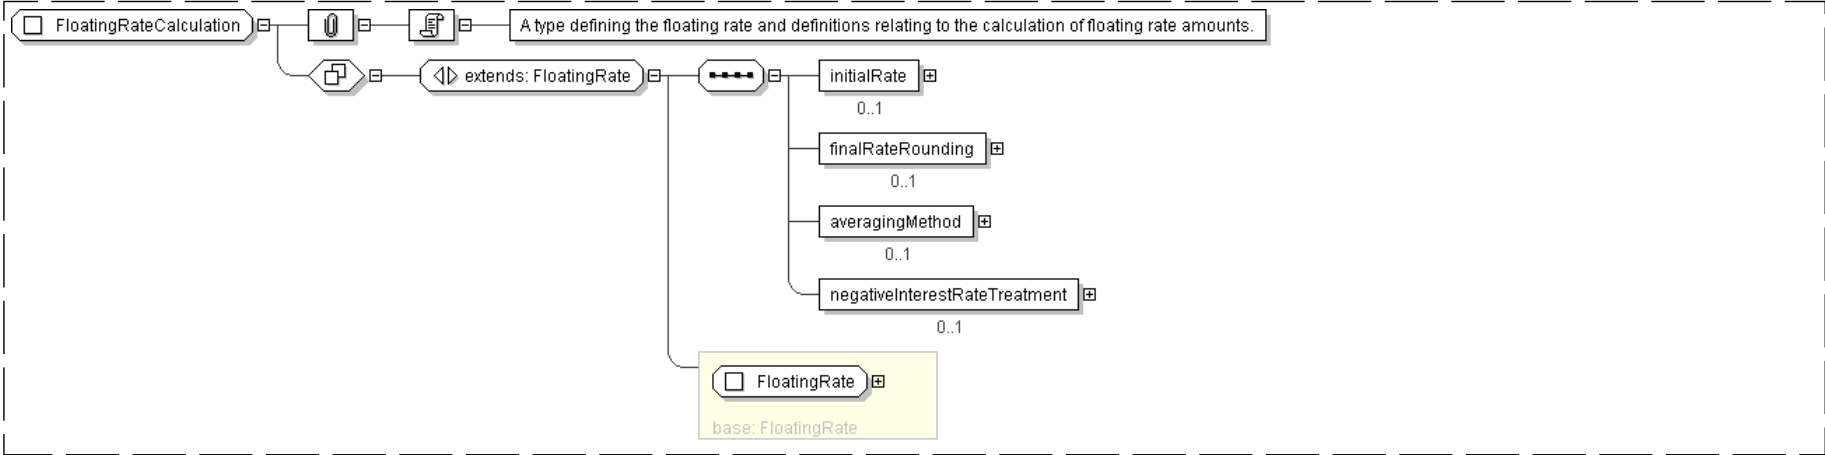 FloatingRateCalculation
A type defining the floating rate and definitions relating to the calculation of floating rate amounts.
extends: FloatingRate
initialRate
0..1
finalRateRounding
0..1
averagingMethod
0..1
negativeInterestRateTreatment
0..1
FloatingRate
base: FloatingRate